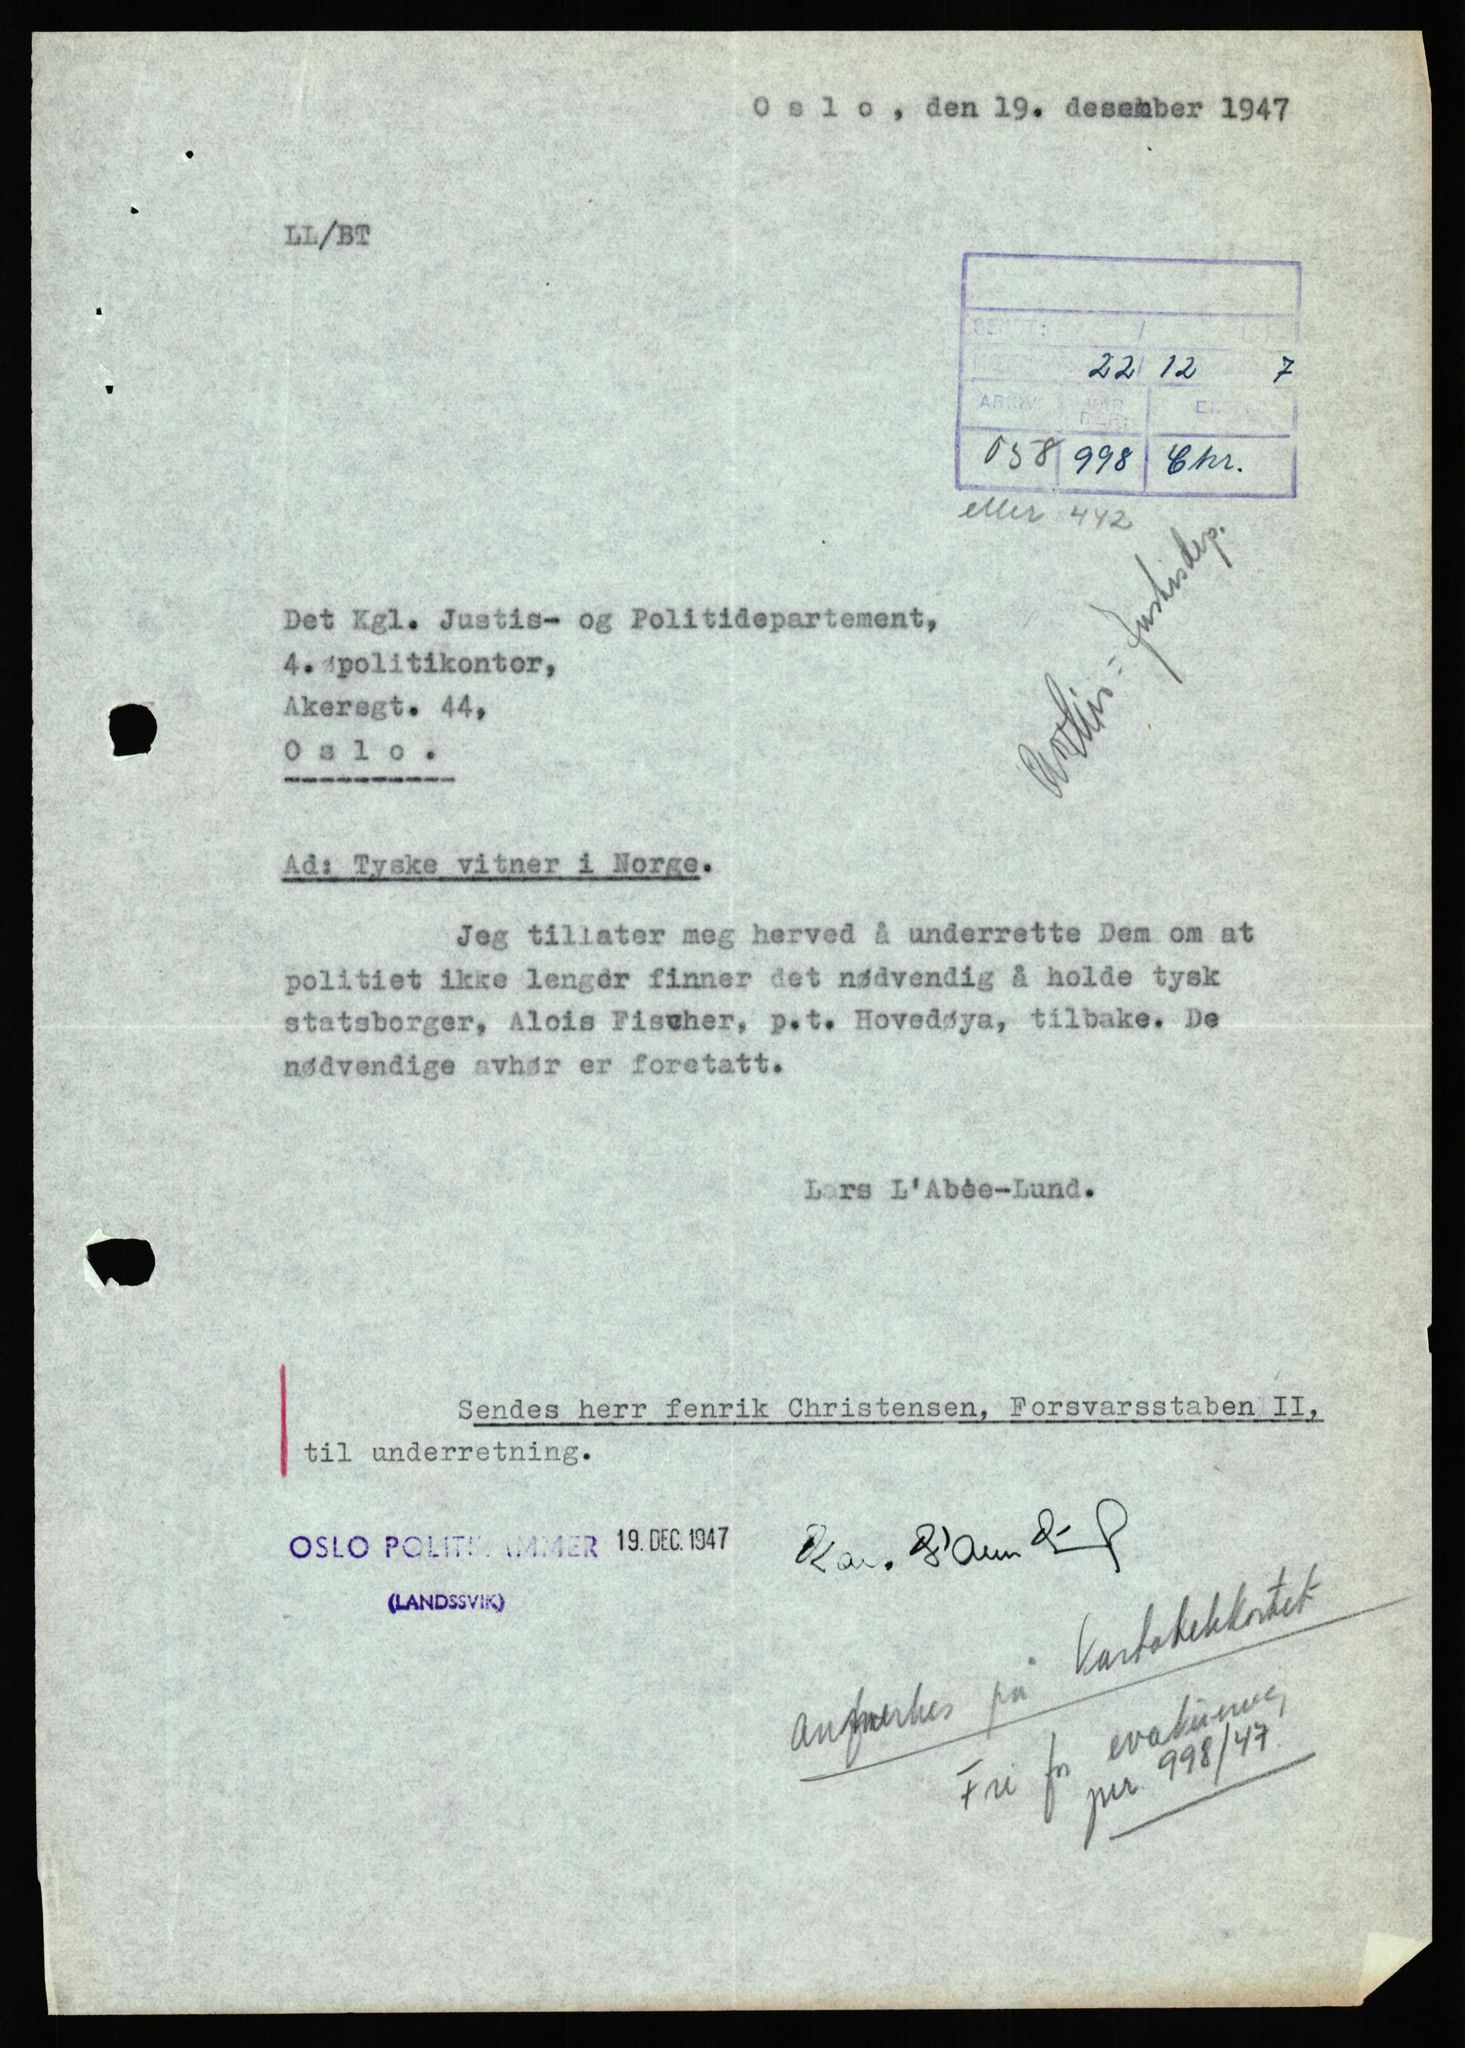 O s l o , den 19. desember 1947
LL/BT
SENDT: /
22 12 7
ARKIV.
058 998 Chr.
eller 442
Justisdep.
Det Kgl. Justis- og Politidepartement,
4. politikontor,
Akersgt. 44,
O s l o .
Ad: Tyske vitner i Norge.
Jeg tillater meg herved å underrette Dem om at
politiet ikke lenger finner det nødvendig å holde tysk
statsborger, Alois Fischer, p.t. Hovedøya, tilbake. De
nødvendige avhør er foretatt.
Lars L'Abée-Lund.
Sendes herr fenrik Christensen, Forsvarsstaben II,
til underretning.
OSLO POLITIKAMMER 19. DEC. 1947
(LANDSSVIK)
Anmerkes på Kartotekkortet
Fri for evakuering
pr. 998/47